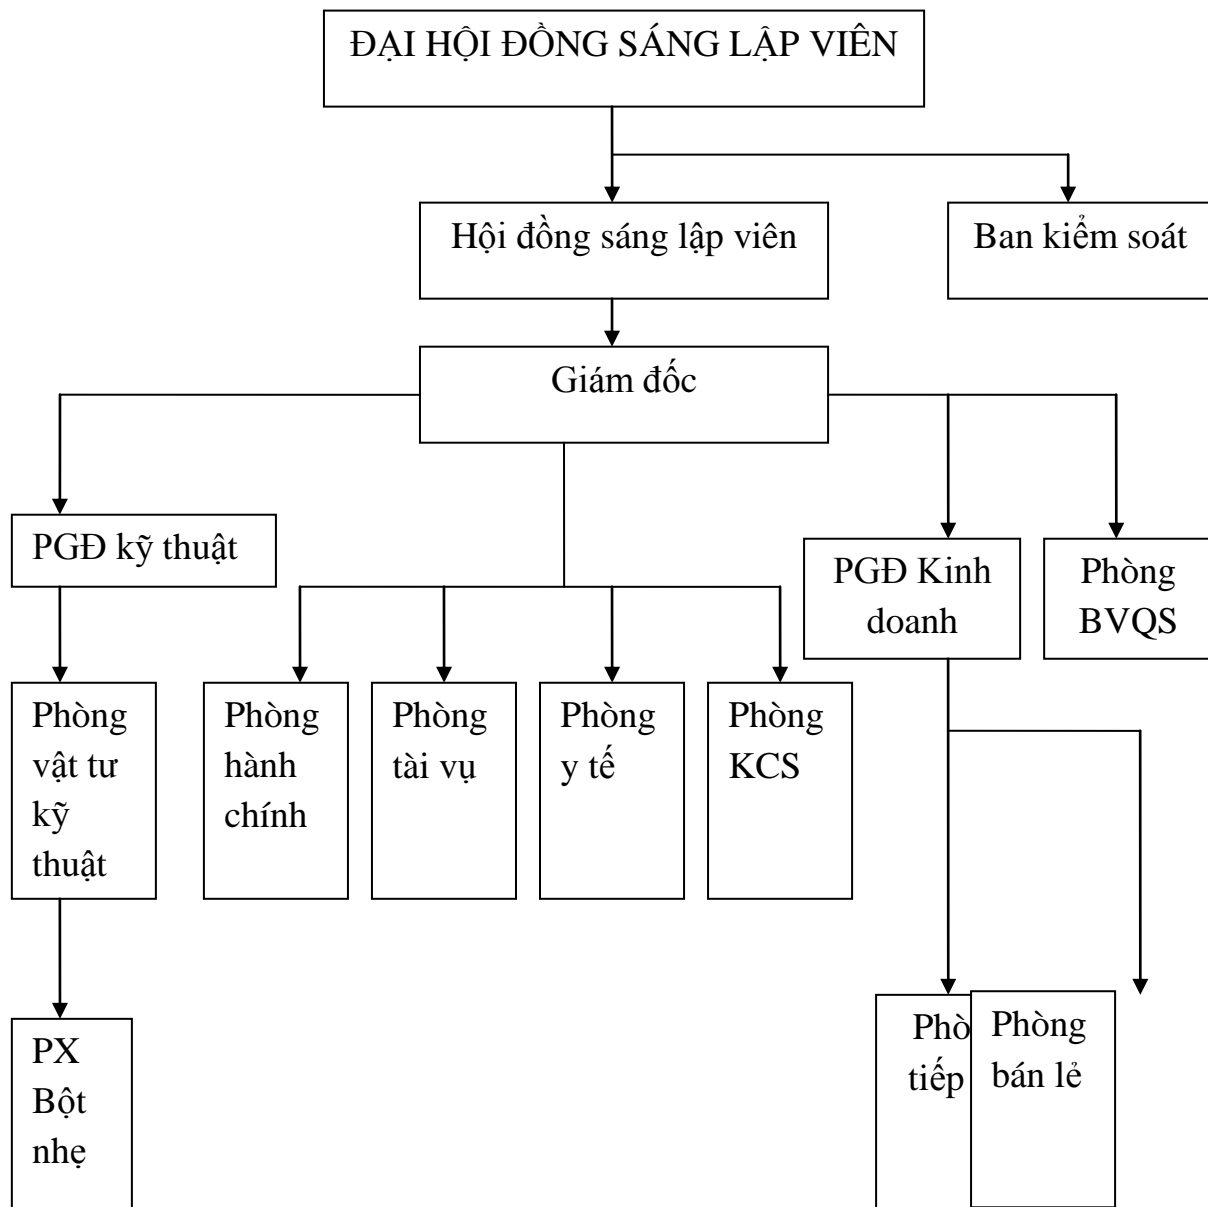 ĐẠI HỘI ĐỒNG SÁNG LẬP VIÊN
Hội đồng sáng lập viên
Ban kiểm soát
Giám đốc
PGĐ kỹ thuật
PGĐ Kinh
doanh
Phòng
BVQS
Phòng
vật tư
kỹ
thuật
Phòng
hành
chính
Phòng
tài vụ
Phòng
y tế
Phòng
KCS
PX
Bột
nhẹ
tiếp
Phòng
bán lẻ